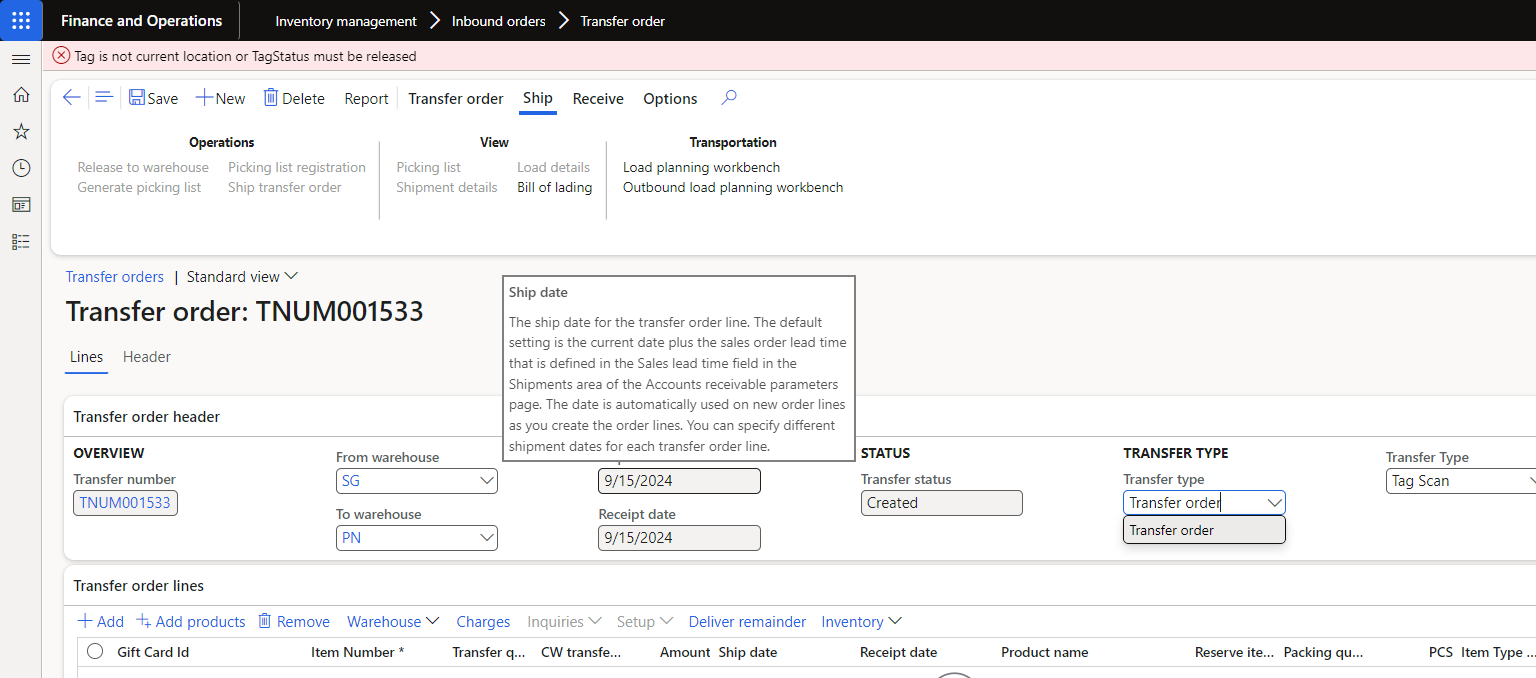 Finance and Operations
Inventory management
Inbound orders
Transfer order
Tag is not current location or TagStatus must be released
Save
New
Delete
Report
Transfer order
Ship
Receive
Options
Operations
Release to warehouse
Picking list registration
Generate picking list
Ship transfer order
View
Picking list
Load details
Shipment details
Bill of lading
Transportation
Load planning workbench
Outbound load planning workbench
Transfer orders | Standard view
Transfer order: TNUM001533
Lines
Header
Ship date
The ship date for the transfer order line. The default
setting is the current date plus the sales order lead time
that is defined in the Sales lead time field in the
Shipments area of the Accounts receivable parameters
page. The date is automatically used on new order lines
as you create the order lines. You can specify different
shipment dates for each transfer order line.
Transfer order header
OVERVIEW
Transfer number
TNUM001533
From warehouse
SG
To warehouse
PN
9/15/2024
Receipt date
9/15/2024
STATUS
Transfer status
Created
TRANSFER TYPE
Transfer type
Transfer order
Transfer order
Transfer Type
Tag Scan
Transfer order lines
Add
Add products
Remove
Warehouse
Charges
Inquiries
Setup
Deliver remainder
Inventory
Gift Card Id
Item Number *
Transfer q...
CW transfe...
Amount
Ship date
Receipt date
Product name
Reserve ite...
Packing qu...
PCS
Item Type ...